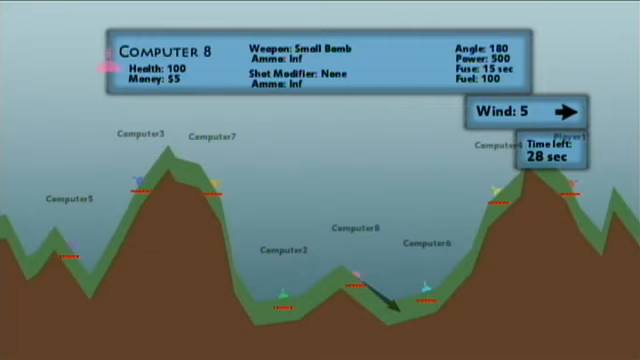 COMPUTER 8
Health: 100
Money: $5
Weapon: Small Bomb
Ammo: Inf
Shot Modifier: None
Ammo: Inf
Angle: 180
Power: 500
Fuse: 15 sec
Fuel: 100
Wind: 5
Time left:
28 sec
Computer3
Computer7
Computer4
Player1
Computer5
Computer8
Computer2
Computer6